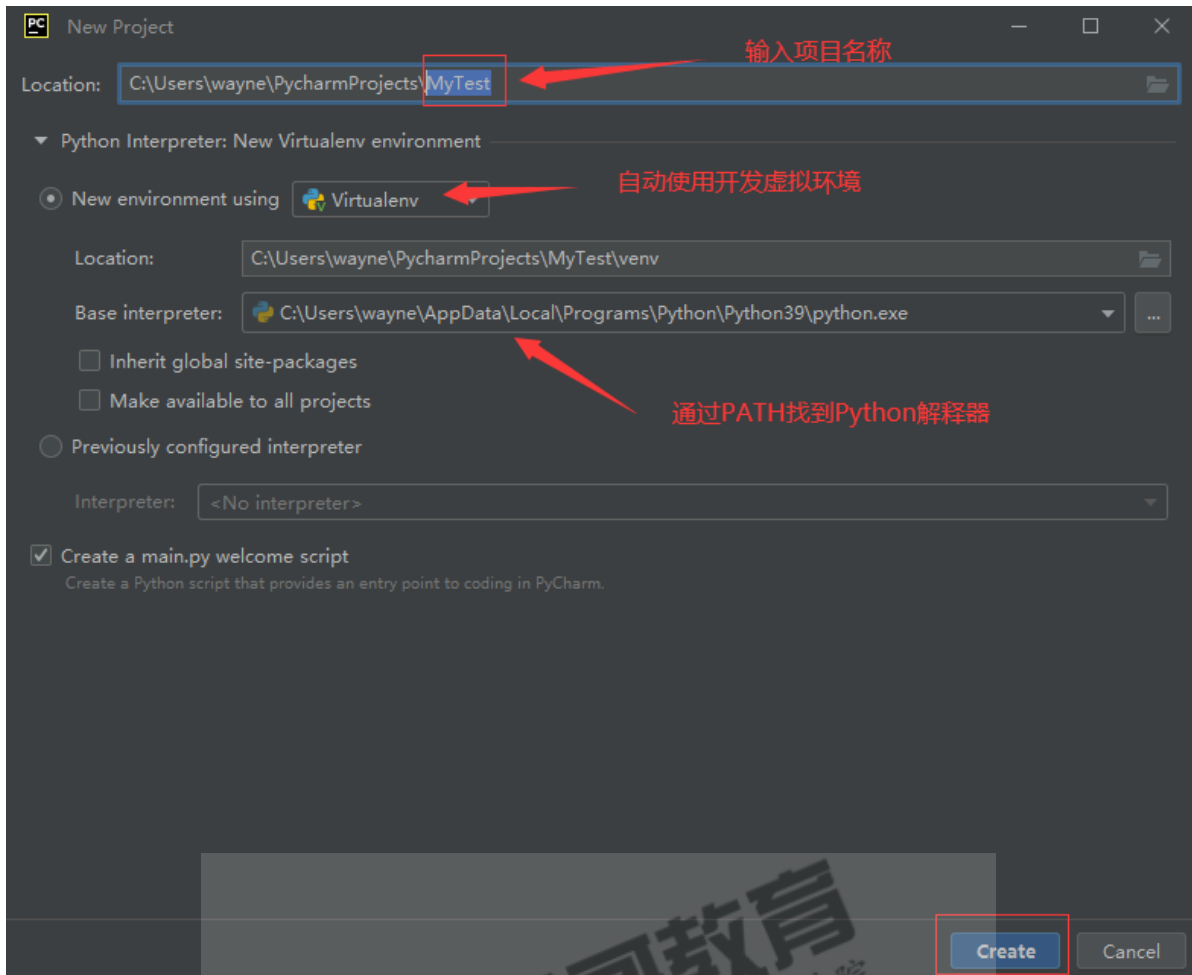 PC New Project
输入项目名称
Location: C:\Users\wayne\PycharmProjects\MyTest
Python Interpreter: New Virtualenv environment
自动使用开发虚拟环境
New environment using Virtualenv
Location: C:\Users\wayne\PycharmProjects\MyTest\venv
Base interpreter: C:\Users\wayne\AppData\Local\Programs\Python\Python39\python.exe ...
Inherit global site-packages
Make available to all projects
通过PATH找到Python解释器
Previously configured interpreter
Interpreter: <No interpreter>
Create a main.py welcome script
Create a Python script that provides an entry point to coding in PyCharm.
教育
Create Cancel